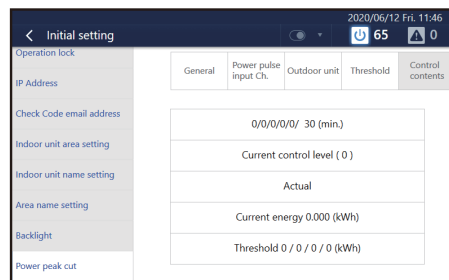 2020/06/12 Fri. 11:46
Initial setting
65
0
Operation lock
IP Address
Check Code email address
Indoor unit area setting
Indoor unit name setting
Area name setting
Backlight
Power peak cut
General
Power pulse
input Ch.
Outdoor unit
Threshold
Control
contents
0/0/0/0/ 30 (min.)
Current control level ( 0 )
Actual
Current energy 0.000 (kWh)
Threshold 0 / 0 / 0 / 0 (kWh)